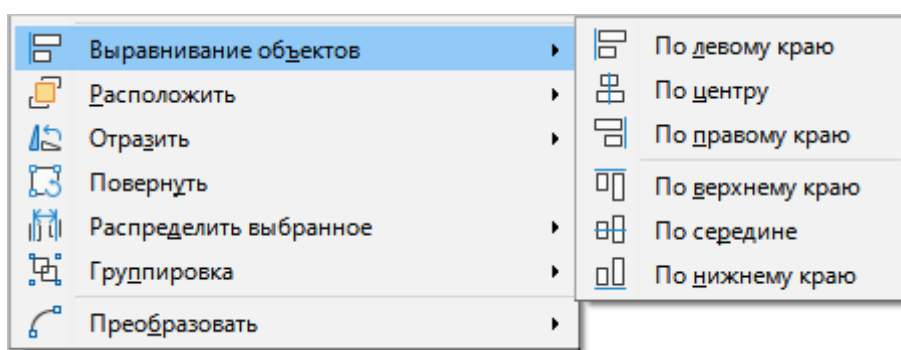 Выравнивание объектов
Расположить
Отразить
Повернуть
Распределить выбранное
Группировка
Преобразовать
По левому краю
По центру
По правому краю
По верхнему краю
По середине
По нижнему краю